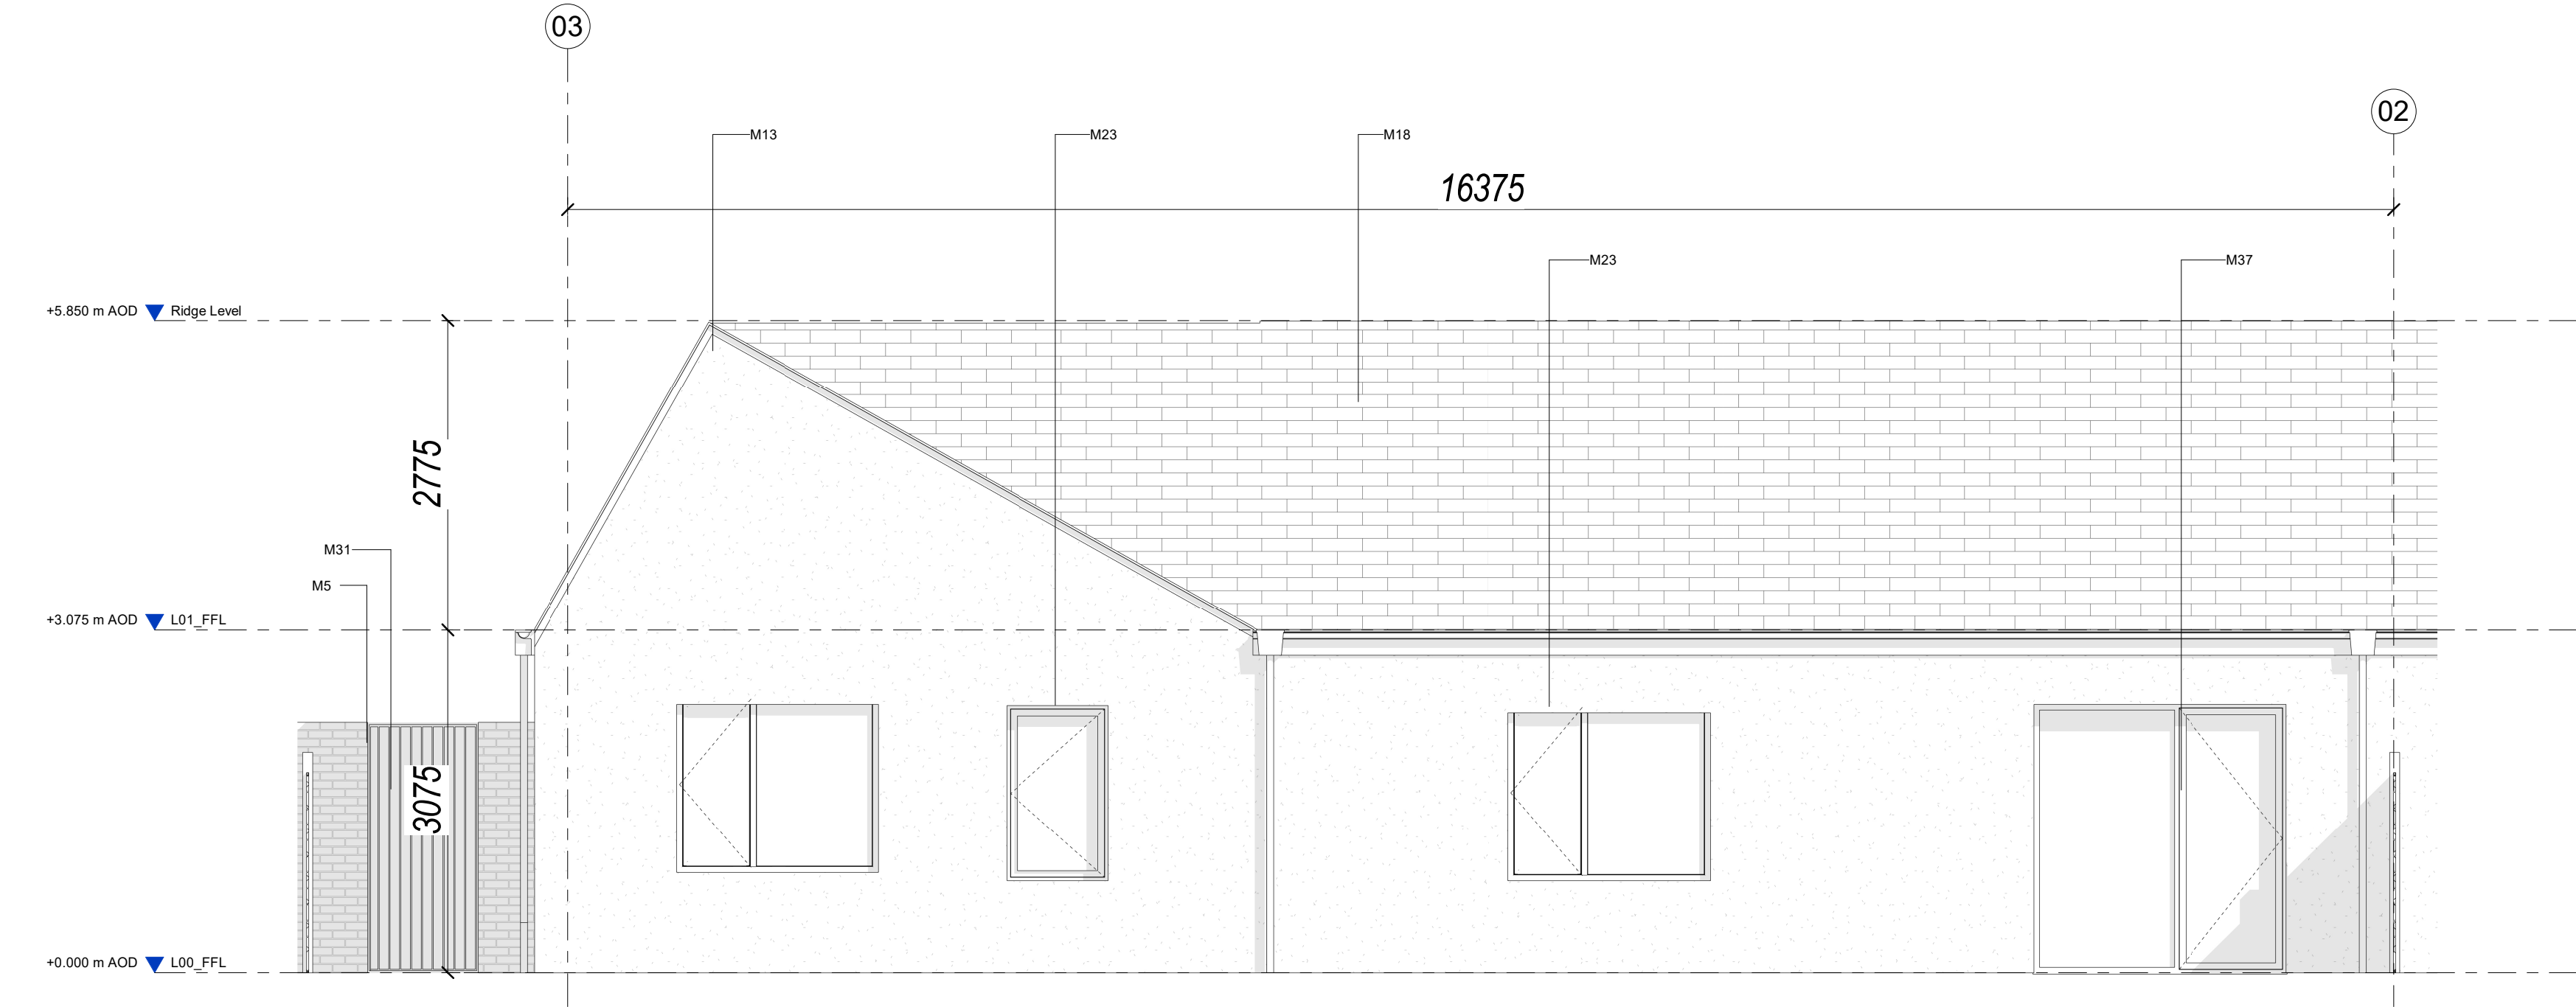 03
02
M13
M23
M18
16375
M23
M37
+5.850 m AOD Ridge Level
2775
M31
M5
+3.075 m AOD L01_FFL
3075
+0.000 m AOD L00_FFL